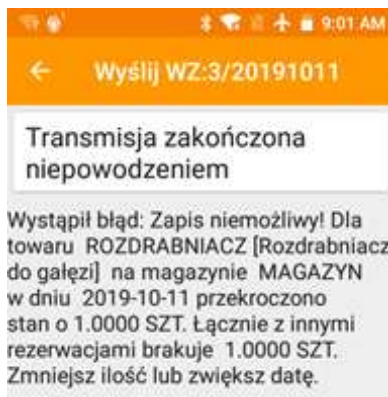 9:01 AM
Wyślij WZ:3/20191011
Transmisja zakończona
niepowodzeniem
Wystąpił błąd: Zapis niemożliwy! Dla
towaru ROZDRABNIACZ [Rozdrabniacz
do gałęzi] na magazynie MAGAZYN
w dniu 2019-10-11 przekroczono
stan o 1.0000 SZT. Łącznie z innymi
rezerwacjami brakuje 1.0000 SZT.
Zmniejsz ilość lub zwiększ datę.